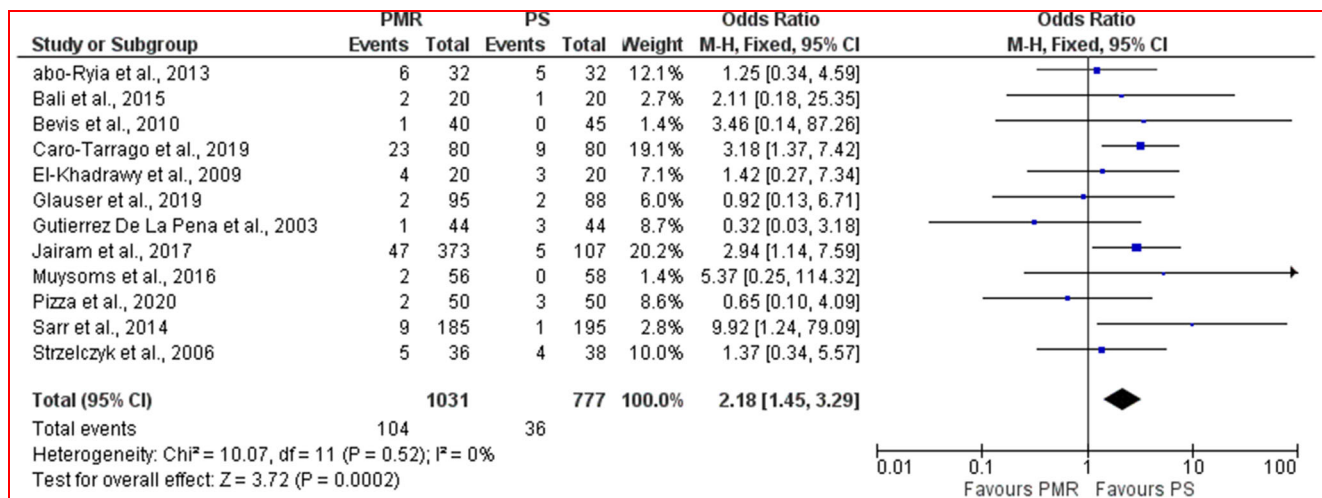 PMR PS Odds Ratio Odds Ratio
Study or Subgroup Events Total Events Total Weight M-H, Fixed, 95% CI M-H, Fixed, 95% CI
abo-Ryia et al., 2013 6 32 5 32 12.1% 1.25 [0.34, 4.59]
Bali et al., 2015 2 20 1 20 2.7% 2.11 [0.18, 25.35]
Bevis et al., 2010 1 40 0 45 1.4% 3.46 [0.14, 87.26]
Caro-Tarrago et al., 2019 23 80 9 80 19.1% 3.18 [1.37, 7.42]
El-Khadrawy et al., 2009 4 20 3 20 7.1% 1.42 [0.27, 7.34]
Glauser et al., 2019 2 95 2 88 6.0% 0.92 [0.13, 6.71]
Gutierrez De La Pena et al., 2003 1 44 3 44 8.7% 0.32 [0.03, 3.18]
Jairam et al., 2017 47 373 5 107 20.2% 2.94 [1.14, 7.59]
Muysoms et al., 2016 2 56 0 58 1.4% 5.37 [0.25, 114.32]
Pizza et al., 2020 2 50 3 50 8.6% 0.65 [0.10, 4.09]
Sarr et al., 2014 9 185 1 195 2.8% 9.92 [1.24, 79.09]
Strzelczyk et al., 2006 5 36 4 38 10.0% 1.37 [0.34, 5.57]
Total (95% CI) 1031 777 100.0% 2.18 [1.45, 3.29]
Total events 104 36
Heterogeneity: Chi² = 10.07, df = 11 (P = 0.52); I² = 0%
Test for overall effect: Z = 3.72 (P = 0.0002)
0.01 0.1 1 10 100
Favours PMR Favours PS